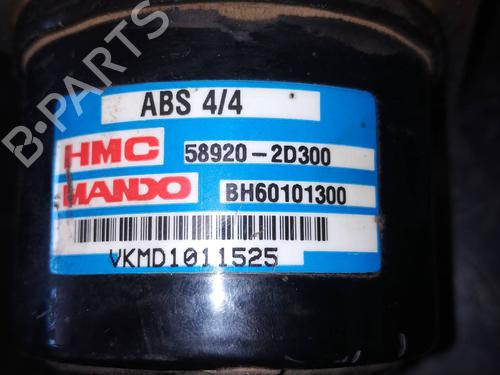 B-PARTS
ABS 4/4
HMC 58920-2D300
MANDO BH60101300
VKMD1011525